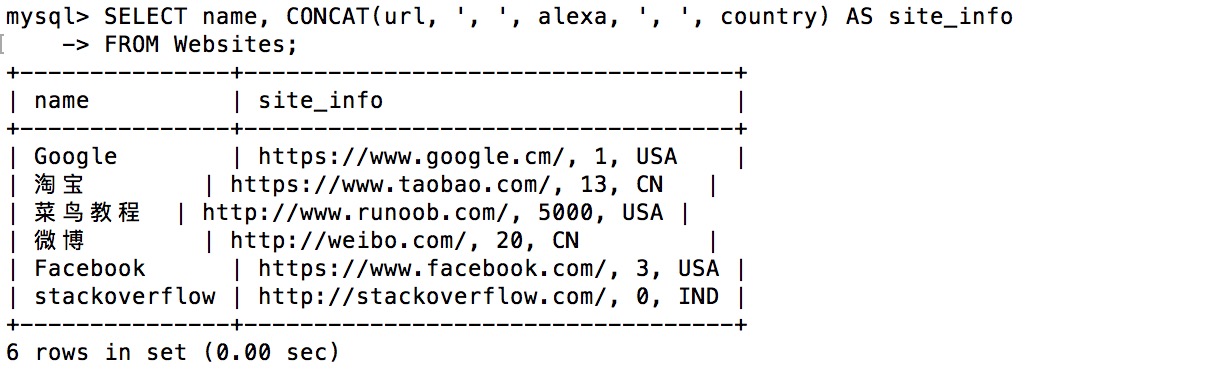 mysql> SELECT name, CONCAT(url, ', ', alexa, ', ', country) AS site_info
    -> FROM Websites;
+---------------+-----------------------------------+
| name          | site_info                         |
+---------------+-----------------------------------+
| Google        | https://www.google.cm/, 1, USA    |
| 淘宝        | https://www.taobao.com/, 13, CN   |
| 菜鸟教程  | http://www.runoob.com/, 5000, USA |
| 微博        | http://weibo.com/, 20, CN         |
| Facebook      | https://www.facebook.com/, 3, USA |
| stackoverflow | http://stackoverflow.com/, 0, IND |
+---------------+-----------------------------------+
6 rows in set (0.00 sec)